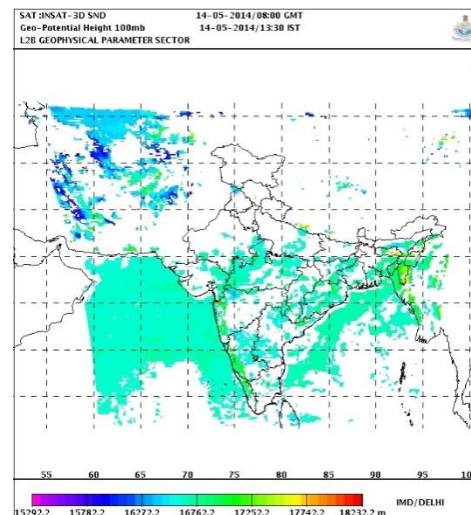 SAT :INSAT-3D SND 14-05-2014/08:00 GMT
Geo-Potential Height 100mb 14-05-2014/13:30 IST
L2B GEOPHYSICAL PARAMETER SECTOR
55 60 65 70 75 80 85 90 95 100
15292.2 15782.2 16272.2 16762.2 17252.2 17742.2 18232.2 m IMD/DELHI